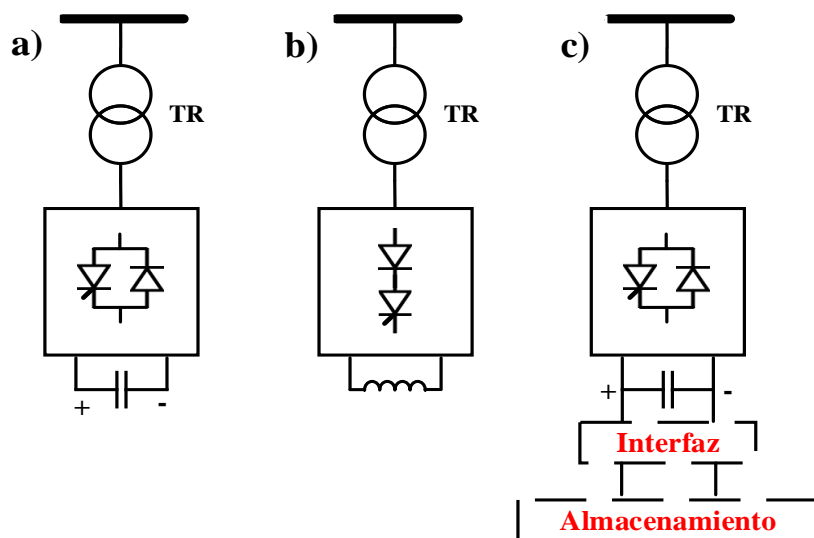 a)
TR
+ -
b)
TR
c)
TR
+ -
Interfaz
Almacenamiento